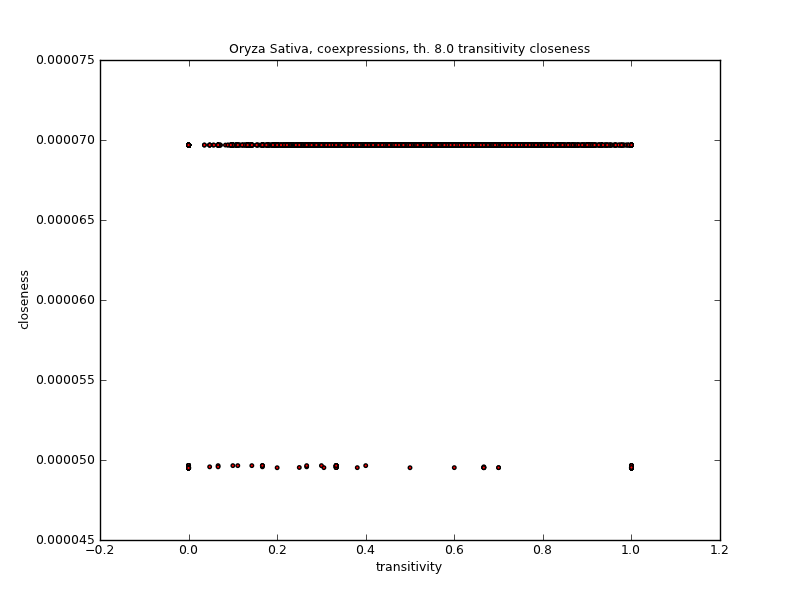 Oryza Sativa, coexpressions, th. 8.0 transitivity closeness
0.000075
0.000070
0.000065
0.000060
0.000055
0.000050
0.000045
closeness
−0.2 0.0 0.2 0.4 0.6 0.8 1.0 1.2
transitivity